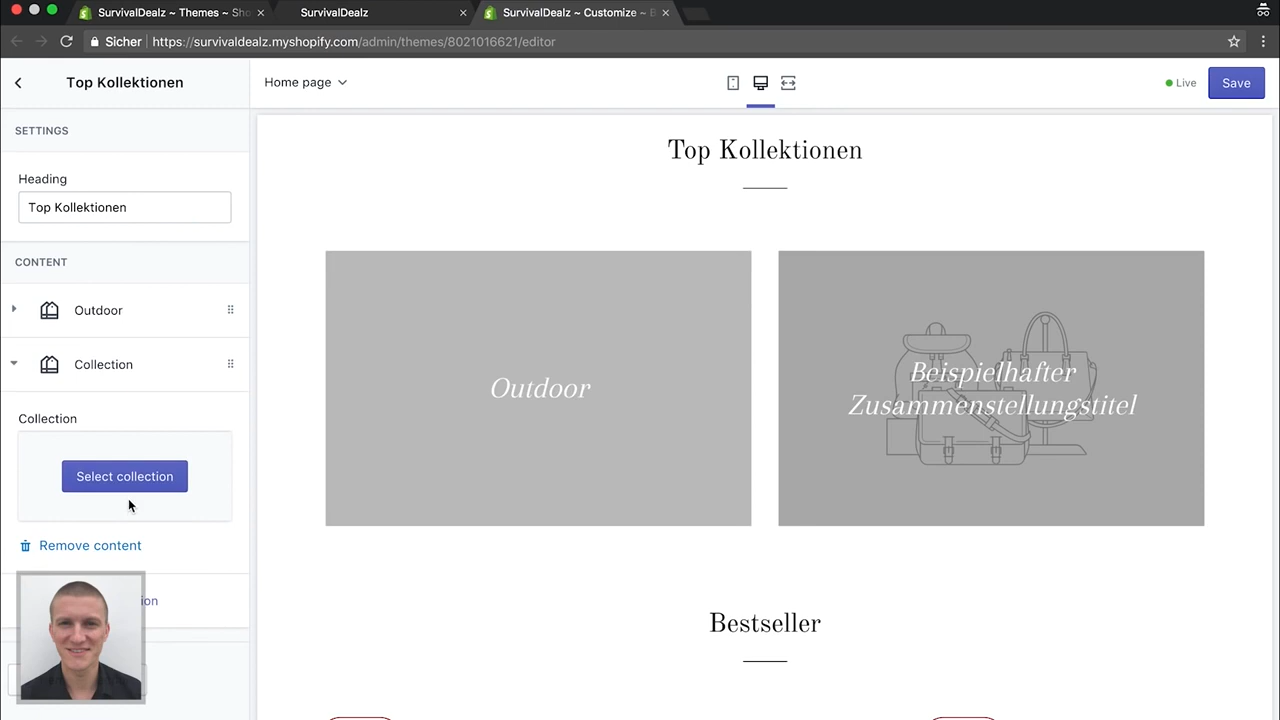 SurvivalDealz ~ Themes ~ Sho
SurvivalDealz
SurvivalDealz ~ Customize ~ B
Sicher
https://survivaldealz.myshopify.com/admin/themes/8021016621/editor
Top Kollektionen
Home page
Live
Save
SETTINGS
Heading
Top Kollektionen
CONTENT
Outdoor
Collection
Collection
Select collection
Remove content
ion
Top Kollektionen
Outdoor
Beispielhafter
Zusammenstellungstitel
Bestseller